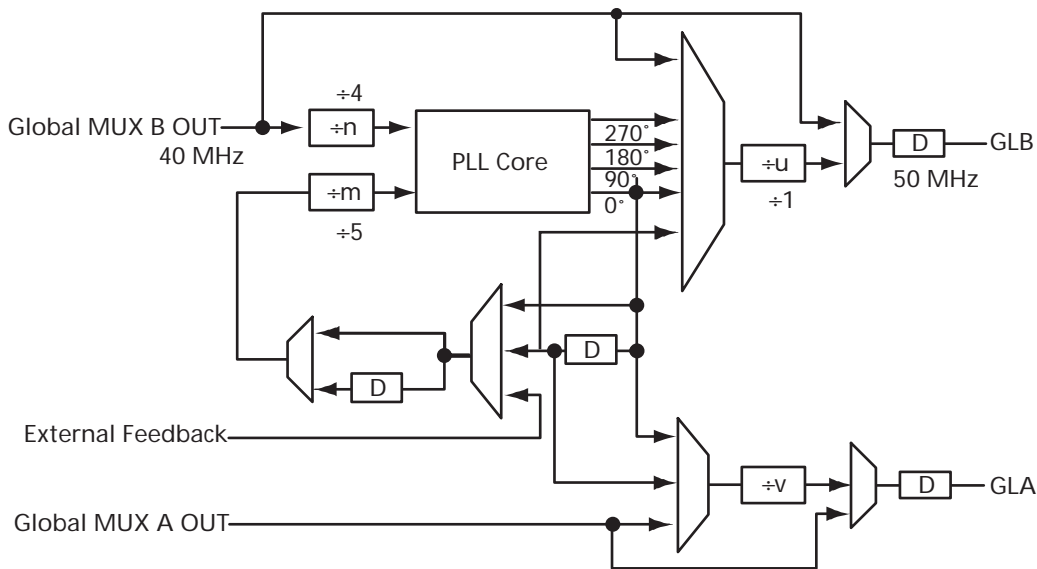 ÷4
Global MUX B OUT
÷n
40 MHz
PLL Core
270°
180°
90°
0°
÷u
÷1
D
GLB
50 MHz
÷m
÷5
D
D
External Feedback
÷v
D
GLA
Global MUX A OUT